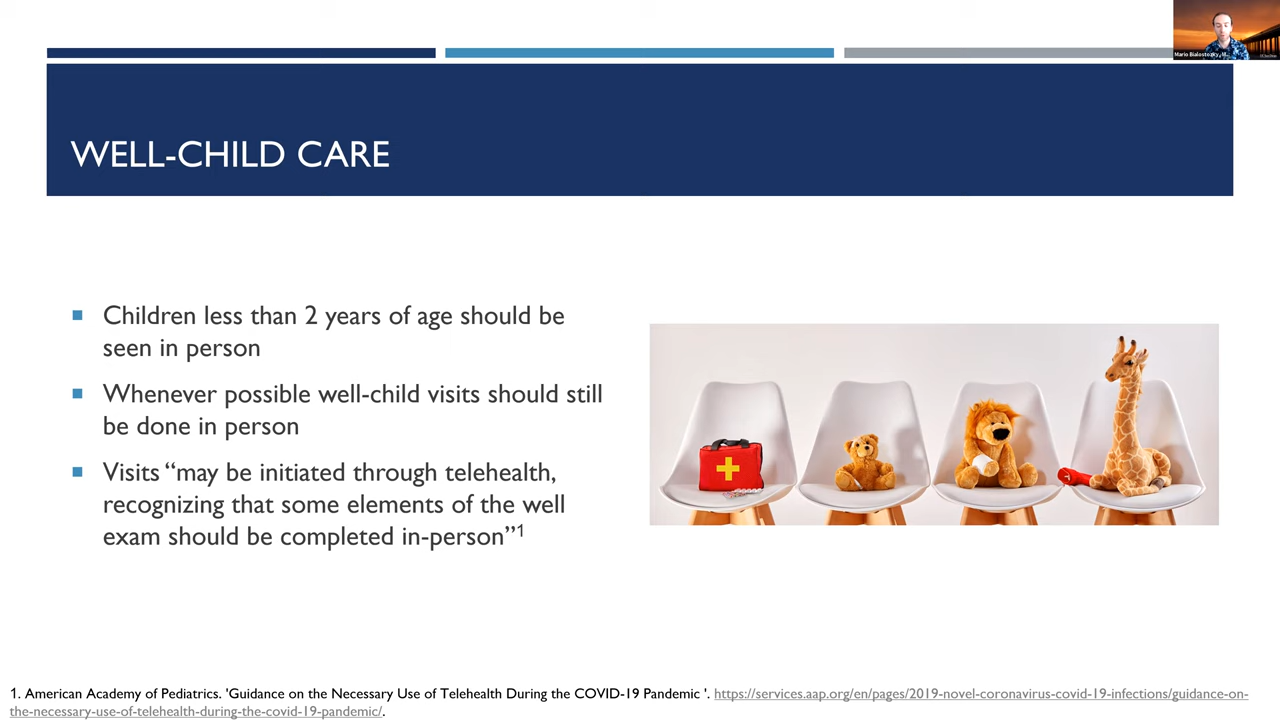 Mario Bialostozky, M...
WELL-CHILD CARE
Children less than 2 years of age should be
seen in person
Whenever possible well-child visits should still
be done in person
Visits “may be initiated through telehealth,
recognizing that some elements of the well
exam should be completed in-person”1
1. American Academy of Pediatrics. 'Guidance on the Necessary Use of Telehealth During the COVID-19 Pandemic '. https://services.aap.org/en/pages/2019-novel-coronavirus-covid-19-infections/guidance-on-
the-necessary-use-of-telehealth-during-the-covid-19-pandemic/.